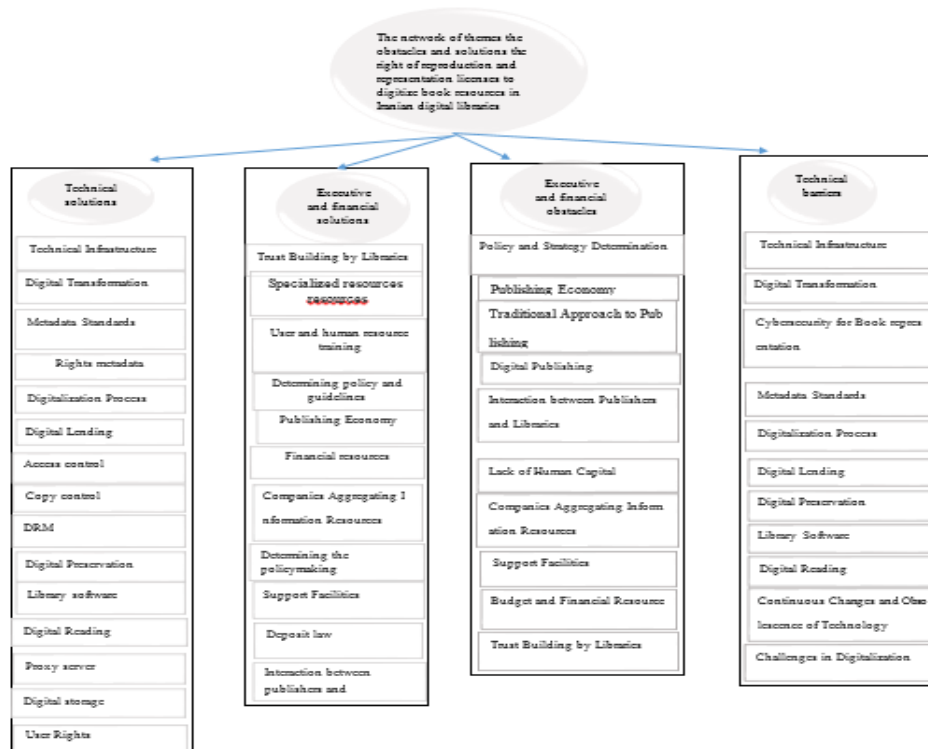 The network of themes the
obstacles and solutions the
right of reproduction and
representation licenses to
digitize book resources in
Iranian digital libraries
Technical
solutions
Technical Infrastructure
Digital Transformation
Metadata Standards
Rights metadata
Digitalization Process
Digital Lending
Access control
Copy control
DRM
Digital Preservation
Library software
Digital Reading
Proxy server
Digital storage
User Rights
Executive
and financial
solutions
Trust Building by Libraries
Specialized resources
resources
User and human resource
training
Determining policy and
guidelines
Publishing Economy
Financial resources
Companies Aggregating I
nformation Resources
Determining the
policymaking
Support Facilities
Deposit law
Interaction between
publishers and
Executive
and financial
obstacles
Policy and Strategy Determination
Publishing Economy
Traditional Approach to Pub
lishing
Digital Publishing
Interaction between Publishers
and Libraries
Lack of Human Capital
Companies Aggregating Inform
ation Resources
Support Facilities
Budget and Financial Resource
Trust Building by Libraries
Technical
barriers
Technical Infrastructure
Digital Transformation
Cybersecurity for Book repres
entation
Metadata Standards
Digitalization Process
Digital Lending
Digital Preservation
Library Software
Digital Reading
Continuous Changes and Obso
lescence of Technology
Challenges in Digitalization